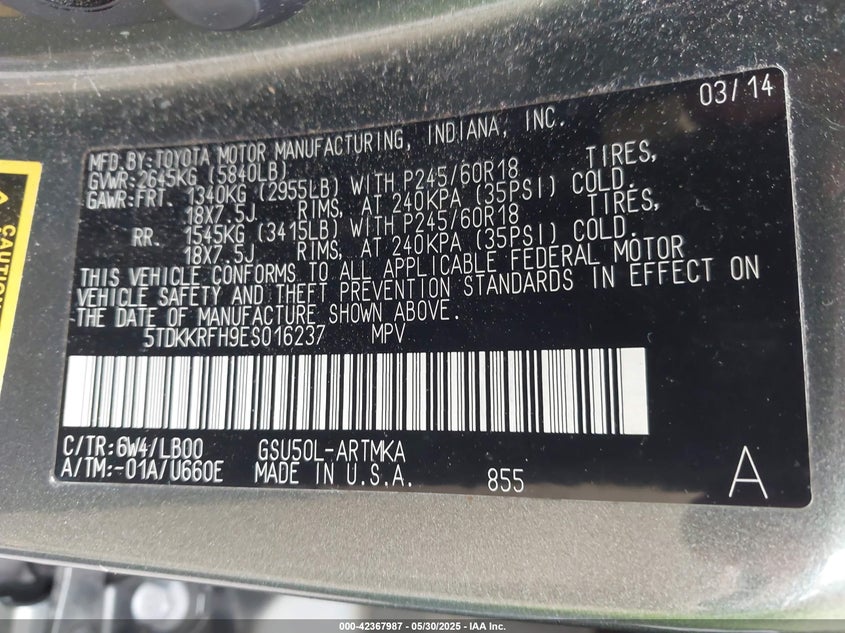 03/14
MFD.BY:TOYOTA MOTOR MANUFACTURING, INDIANA, INC.
GVWR:2645KG (5840LB)
GAWR:FRT. 1340KG (2955LB) WITH P245/60R18 TIRES,
18X7.5J RIMS, AT 240KPA (35PSI) COLD.
RR. 1545KG (3415LB) WITH P245/60R18 TIRES,
18X7.5J RIMS, AT 240KPA (35PSI) COLD.
THIS VEHICLE CONFORMS TO ALL APPLICABLE FEDERAL MOTOR
VEHICLE SAFETY AND THEFT PREVENTION STANDARDS IN EFFECT ON
THE DATE OF MANUFACTURE SHOWN ABOVE.
5TDKKRFH9ES016237 MPV
C/TR:6W4/LB00 GSU50L-ARTMKA
A/TM:-01A/U660E MADE IN U.S.A. 855 A
CAUTION
000-42367987 - 05/30/2025 - IAA Inc.